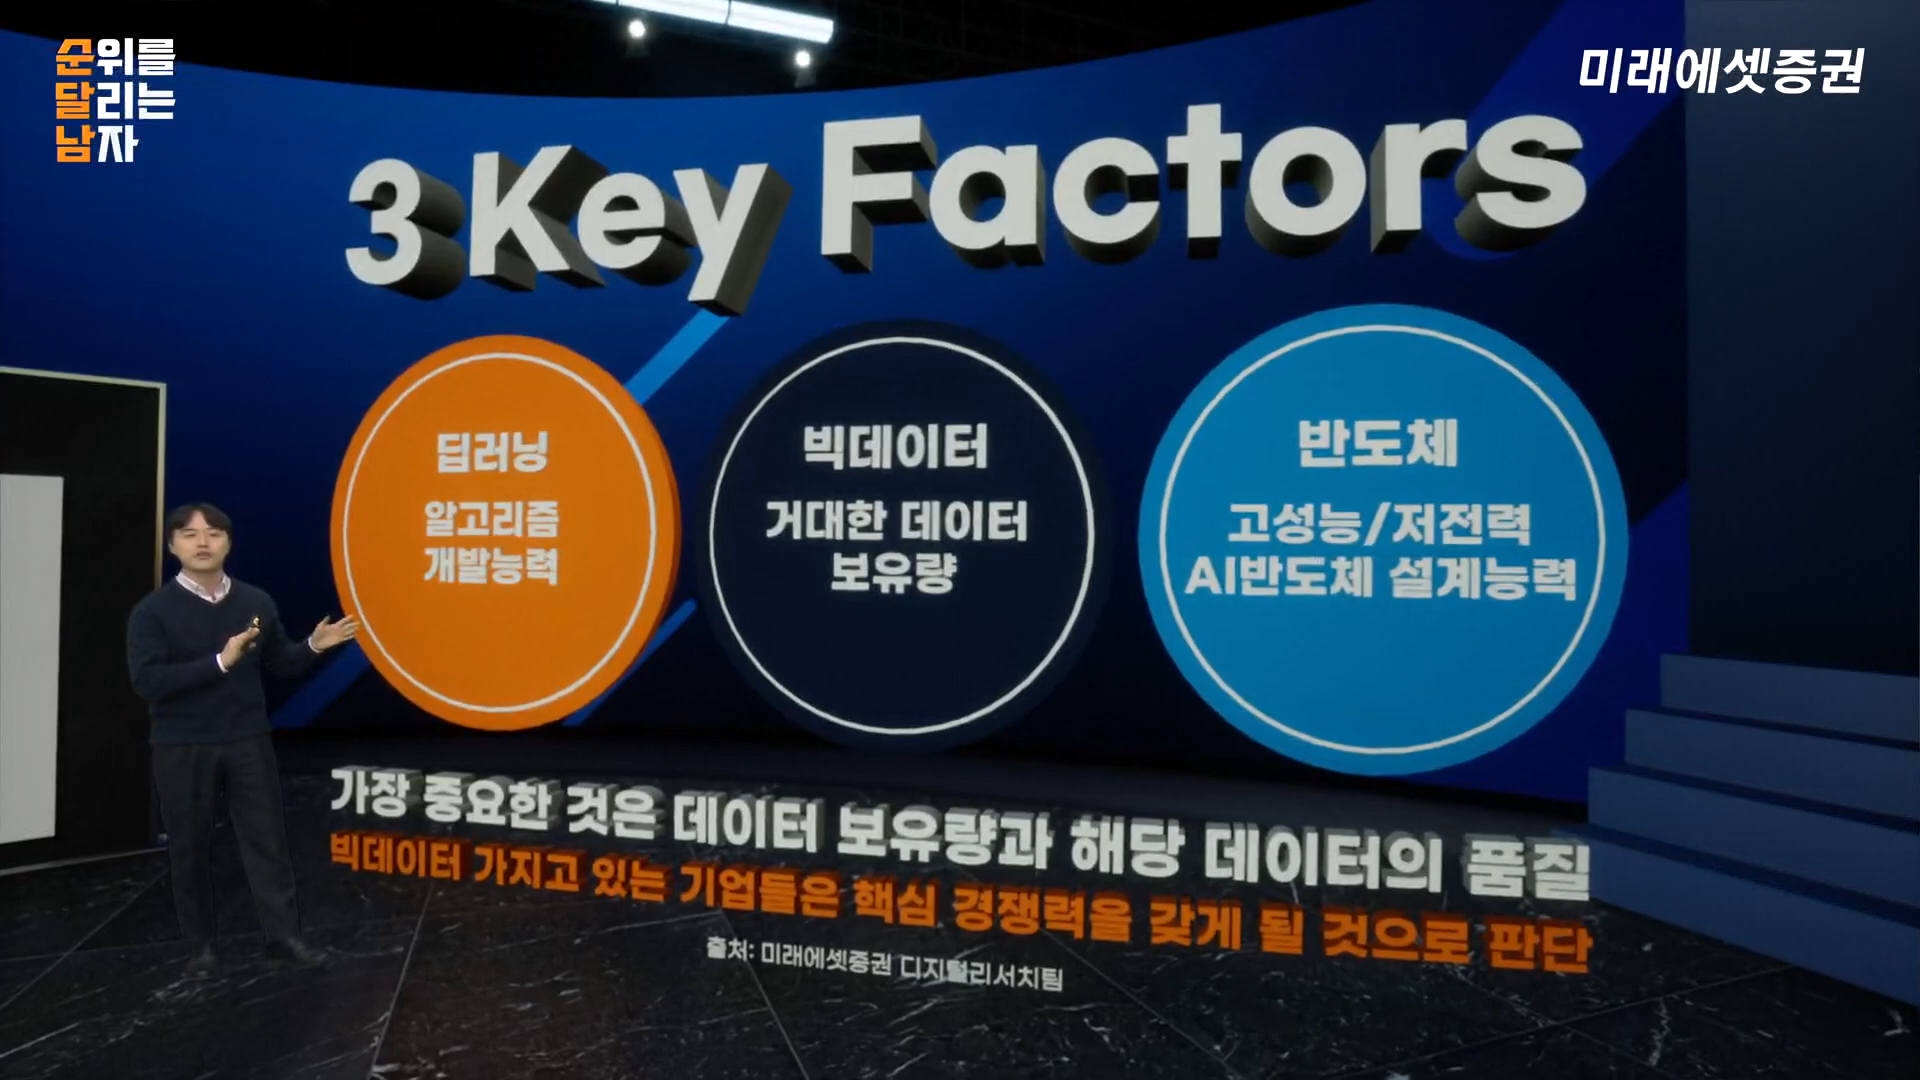 순위를
달리는
남자
미래에셋증권
3 Key Factors
딥러닝
알고리즘
개발능력
빅데이터
거대한 데이터
보유량
반도체
고성능/저전력
AI반도체 설계능력
가장 중요한 것은 데이터 보유량과 해당 데이터의 품질
빅데이터 가지고 있는 기업들은 핵심 경쟁력을 갖게 될 것으로 판단
출처: 미래에셋증권 디지털리서치팀